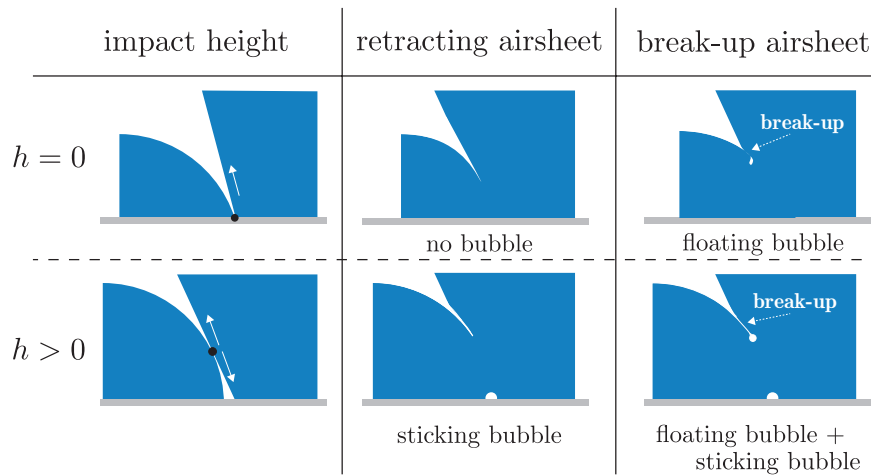 impact height
retracting airsheet
break-up airsheet
h = 0
break-up
no bubble
floating bubble
h > 0
break-up
sticking bubble
floating bubble +
sticking bubble